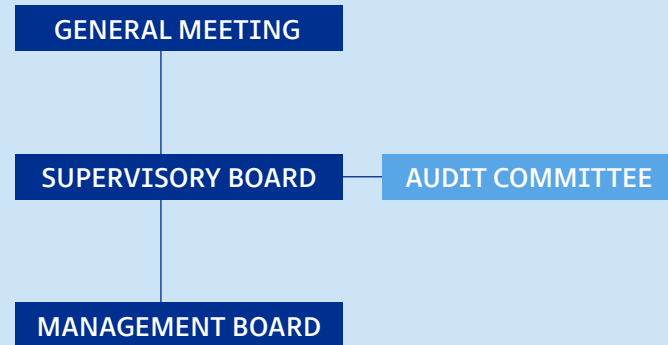 GENERAL MEETING
SUPERVISORY BOARD
AUDIT COMMITTEE
MANAGEMENT BOARD